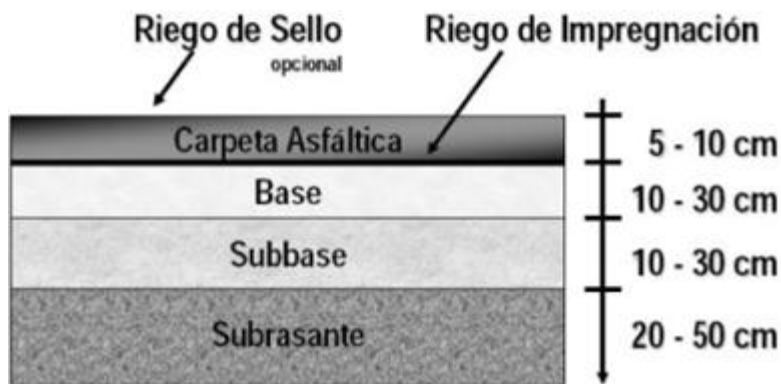 Riego de Sello
opcional
Riego de Impregnación
Carpeta Asfáltica
5 - 10 cm
Base
10 - 30 cm
Subbase
10 - 30 cm
Subrasante
20 - 50 cm